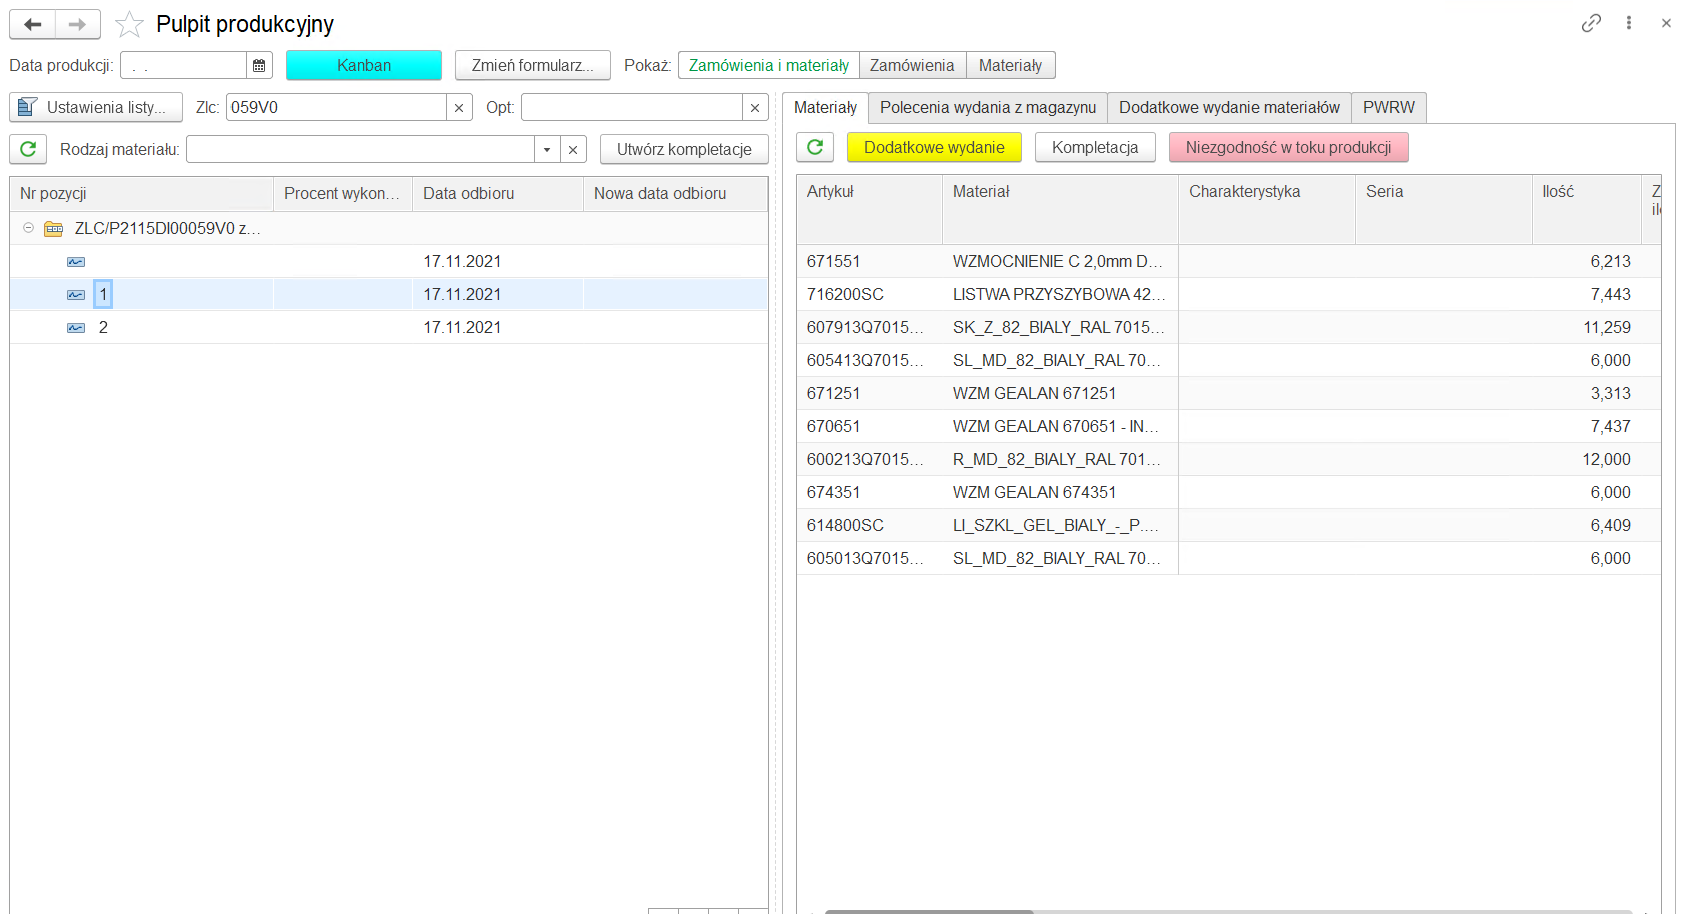 Pulpit produkcyjny
Data produkcji: . . Kanban Zmień formularz... Pokaż: Zamówienia i materiały Zamówienia Materiały
Ustawienia listy... Zlc: 059V0 Opt:
Rodzaj materiału: Utwórz kompletacje
Nr pozycji Procent wykon... Data odbioru Nowa data odbioru
ZLC/P2115DI00059V0 z...
17.11.2021
1 17.11.2021
2 17.11.2021
Materiały Polecenia wydania z magazynu Dodatkowe wydanie materiałów PWRW
Dodatkowe wydanie Kompletacja Niezgodność w toku produkcji
Artykuł Materiał Charakterystyka Seria Ilość
671551 WZMOCNIENIE C 2,0mm D... 6,213
716200SC LISTWA PRZYSZYBOWA 42... 7,443
607913Q7015... SK_Z_82_BIALY_RAL 7015... 11,259
605413Q7015... SL_MD_82_BIALY_RAL 70... 6,000
671251 WZM GEALAN 671251 3,313
670651 WZM GEALAN 670651 - IN... 7,437
600213Q7015... R_MD_82_BIALY_RAL 701... 12,000
674351 WZM GEALAN 674351 6,000
614800SC LI_SZKL_GEL_BIALY_-_P.... 6,409
605013Q7015... SL_MD_82_BIALY_RAL 70... 6,000